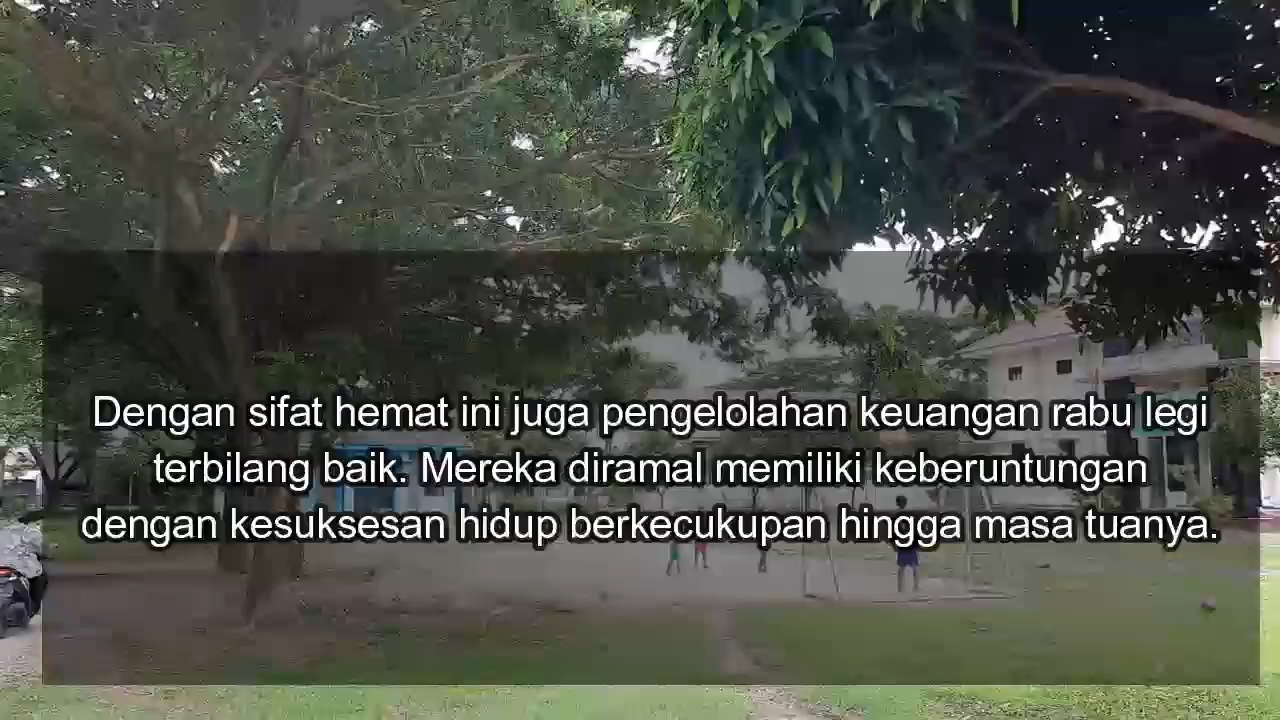 Dengan sifat hemat ini juga pengelolahan keuangan rabu legi
terbilang baik. Mereka diramal memiliki keberuntungan
dengan kesuksesan hidup berkecukupan hingga masa tuanya.